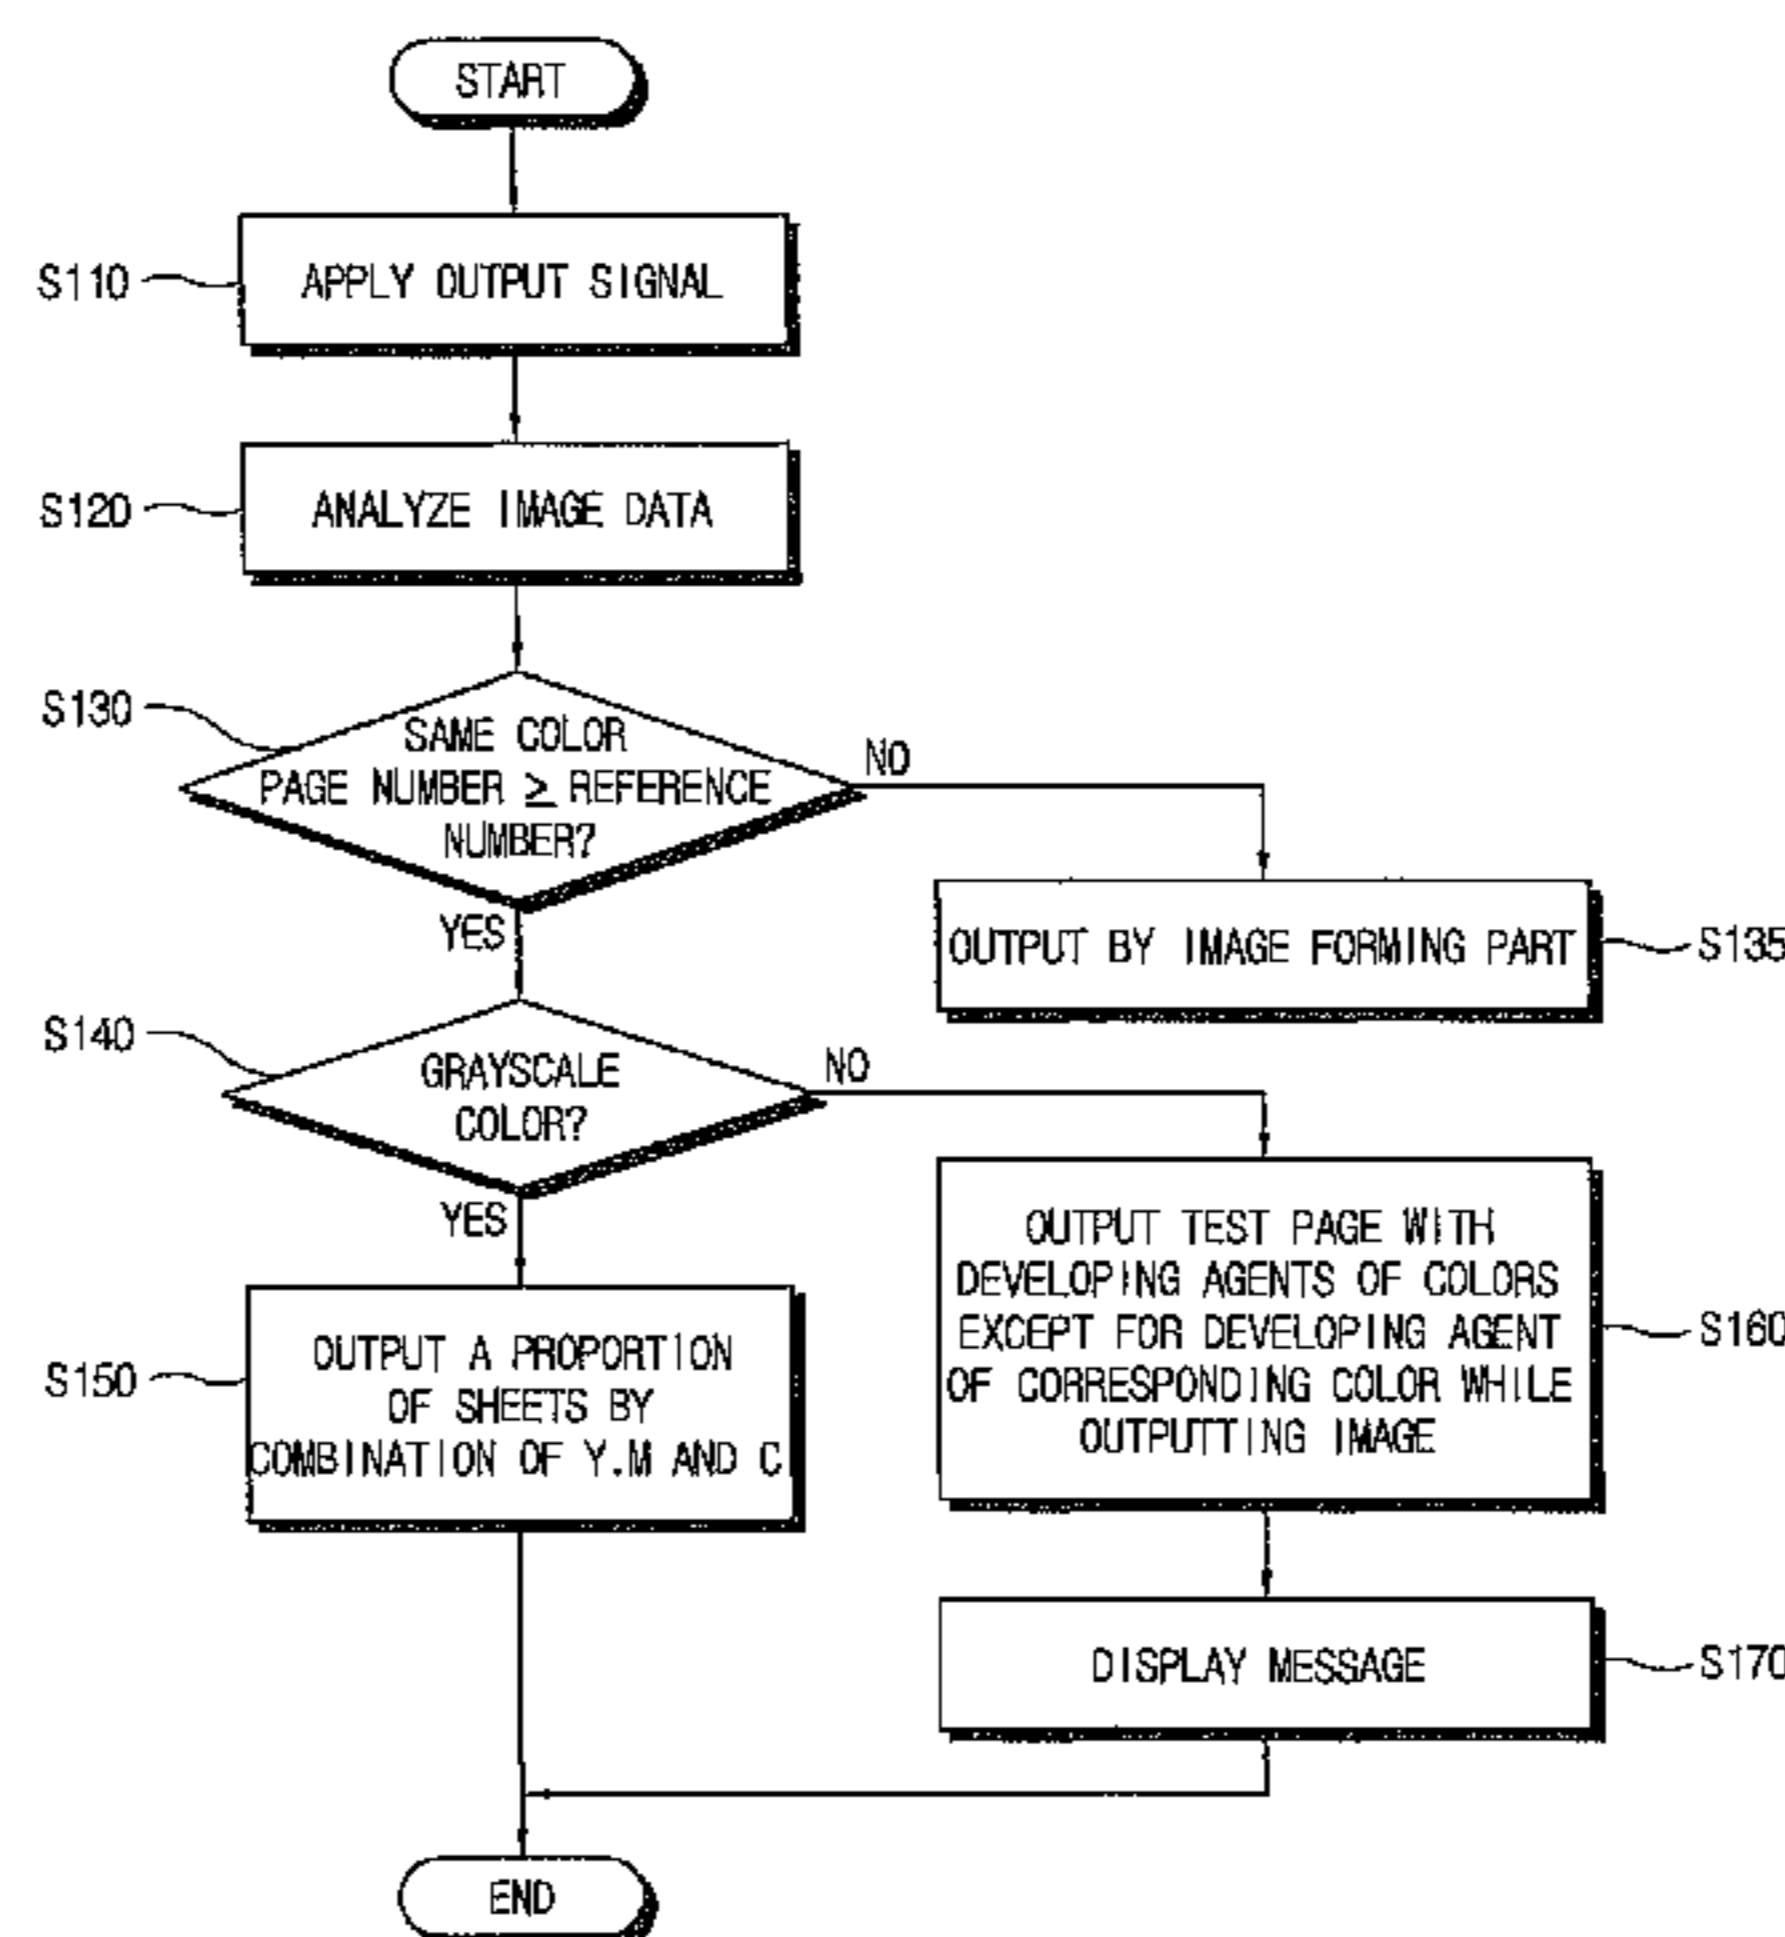 START
S110
APPLY OUTPUT SIGNAL
S120
ANALYZE IMAGE DATA
S130
SAME COLOR
PAGE NUMBER ≥ REFERENCE
NUMBER?
NO
YES
OUTPUT BY IMAGE FORMING PART
S135
S140
GRAYSCALE
COLOR?
NO
YES
OUTPUT TEST PAGE WITH
DEVELOPING AGENTS OF COLORS
EXCEPT FOR DEVELOPING AGENT
OF CORRESPONDING COLOR WHILE
OUTPUTTING IMAGE
S160
S150
OUTPUT A PROPORTION
OF SHEETS BY
COMBINATION OF Y.M AND C
DISPLAY MESSAGE
S170
END